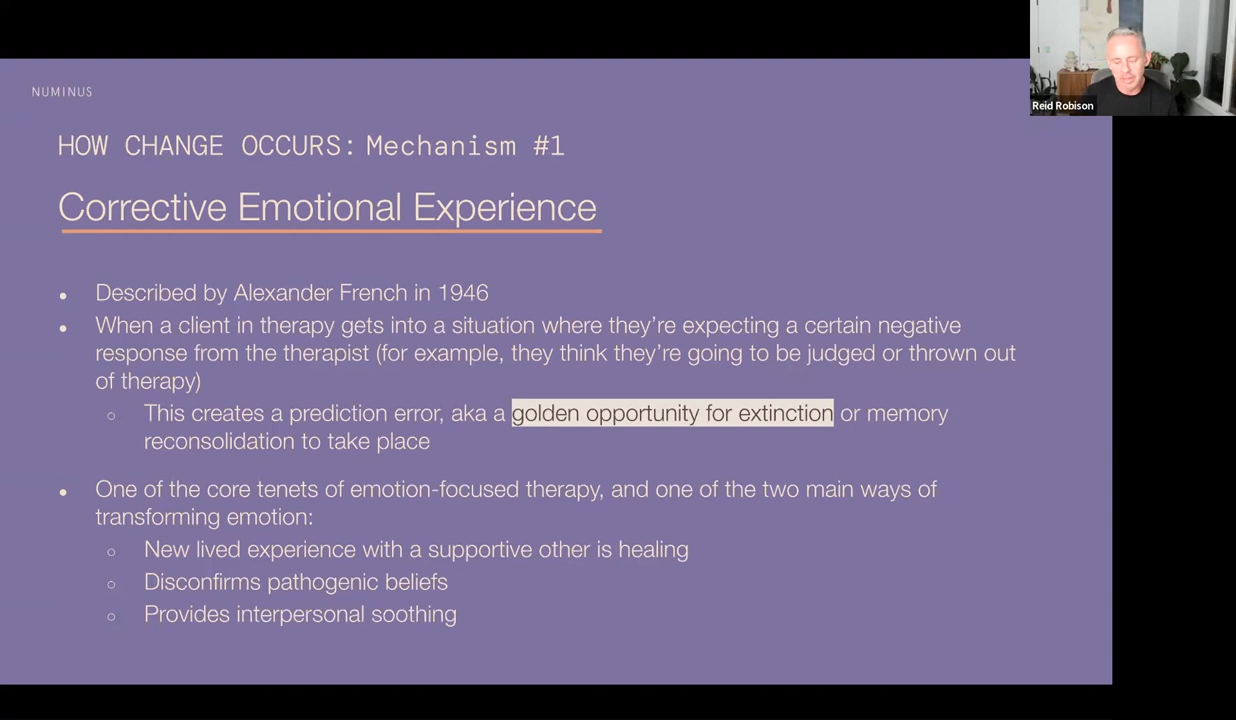 NUMINUS
HOW CHANGE OCCURS: Mechanism #1
Corrective Emotional Experience
• Described by Alexander French in 1946
• When a client in therapy gets into a situation where they're expecting a certain negative
response from the therapist (for example, they think they're going to be judged or thrown out
of therapy)
○ This creates a prediction error, aka a golden opportunity for extinction or memory
reconsolidation to take place
• One of the core tenets of emotion-focused therapy, and one of the two main ways of
transforming emotion:
○ New lived experience with a supportive other is healing
○ Disconfirms pathogenic beliefs
○ Provides interpersonal soothing
Reid Robison